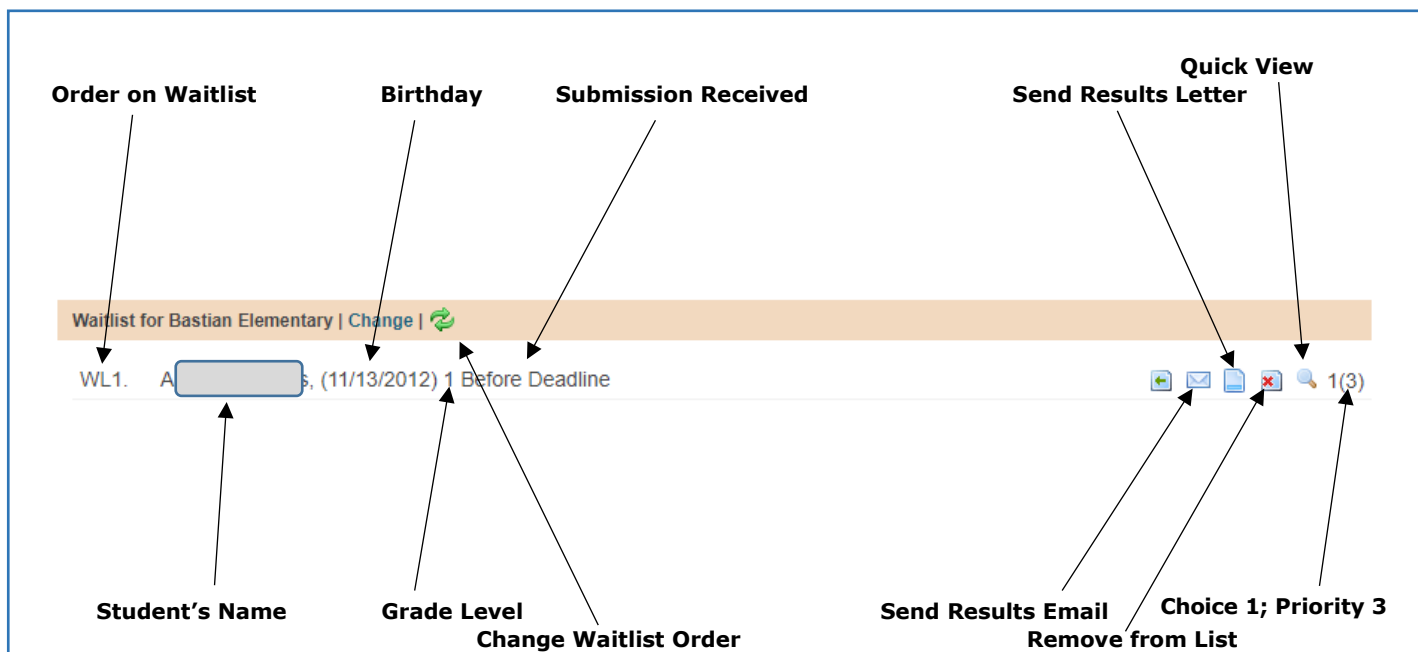 Quick View
Order on Waitlist Birthday Submission Received Send Results Letter
Waitlist for Bastian Elementary | Change |
WL1. A s, (11/13/2012) 1 Before Deadline 1(3)
Student’s Name Grade Level Send Results Email Choice 1; Priority 3
Change Waitlist Order Remove from List